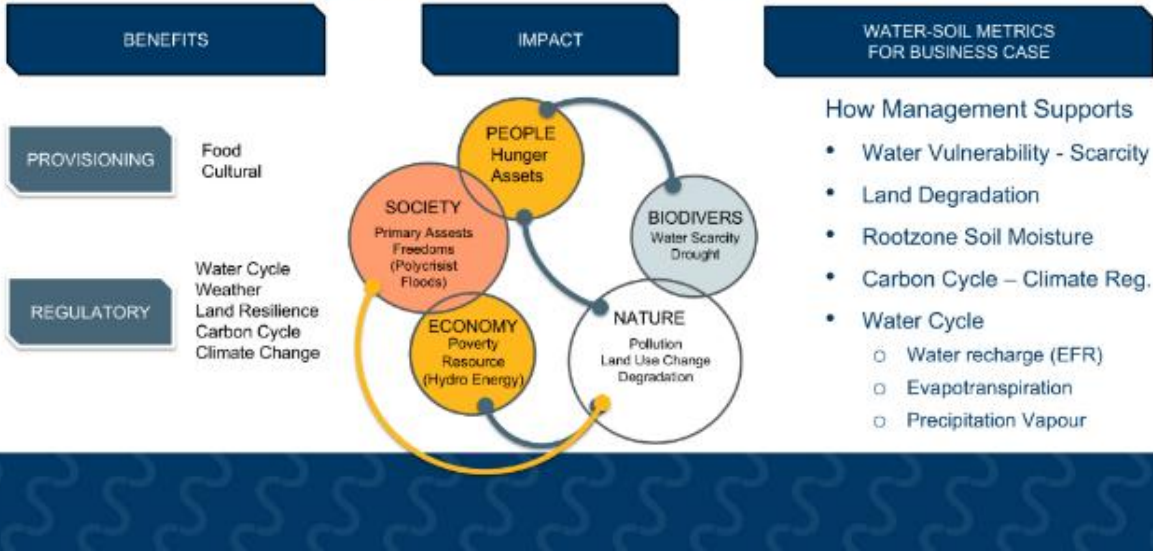 BENEFITS
IMPACT
WATER-SOIL METRICS
FOR BUSINESS CASE
PROVISIONING
Food
Cultural
REGULATORY
Water Cycle
Weather
Land Resilience
Carbon Cycle
Climate Change
PEOPLE
Hunger
Assets
SOCIETY
Primary Assests
Freedoms
(Polycrisist
Floods)
BIODIVERS
Water Scarcity
Drought
ECONOMY
Poverty
Resource
(Hydro Energy)
NATURE
Pollution
Land Use Change
Degradation
How Management Supports
• Water Vulnerability - Scarcity
• Land Degradation
• Rootzone Soil Moisture
• Carbon Cycle – Climate Reg.
• Water Cycle
o Water recharge (EFR)
o Evapotranspiration
o Precipitation Vapour